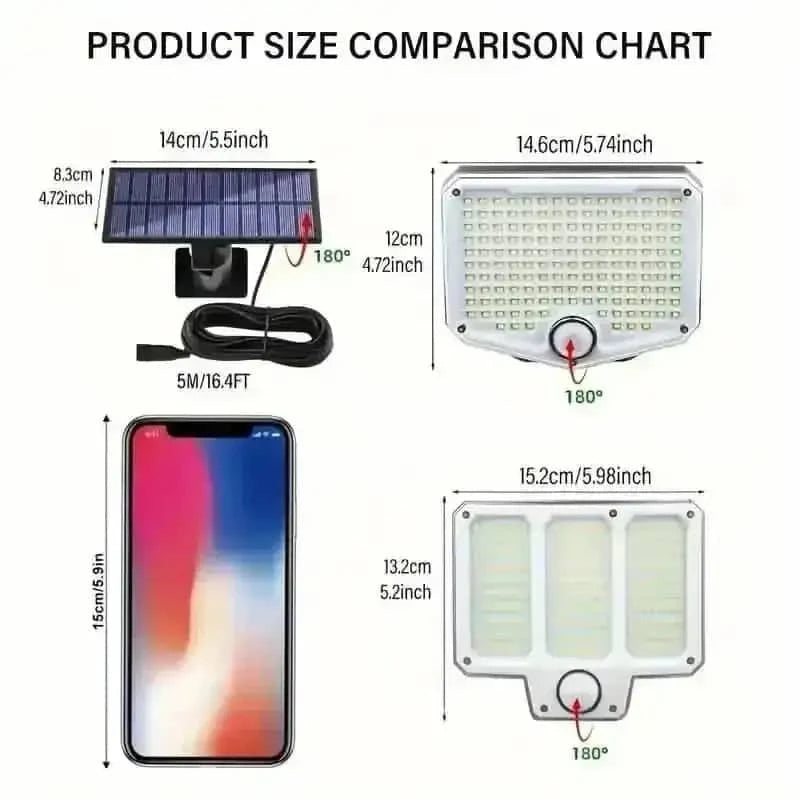 PRODUCT SIZE COMPARISON CHART
14cm/5.5inch
8.3cm
4.72inch
180°
5M/16.4FT
14.6cm/5.74inch
12cm
4.72inch
180°
15cm/5.9in
15.2cm/5.98inch
13.2cm
5.2inch
180°